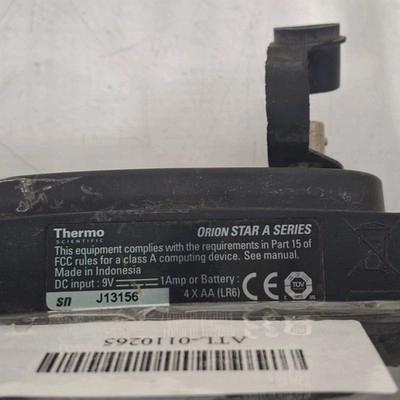 Thermo
SCIENTIFIC
ORION STAR A SERIES
This equipment complies with the requirements in Part 15 of
FCC rules for a class A computing device. See manual.
Made in Indonesia
DC input : 9V 1Amp or Battery :
4 X AA (LR6)
CE
sn J13156
ATL-0110265